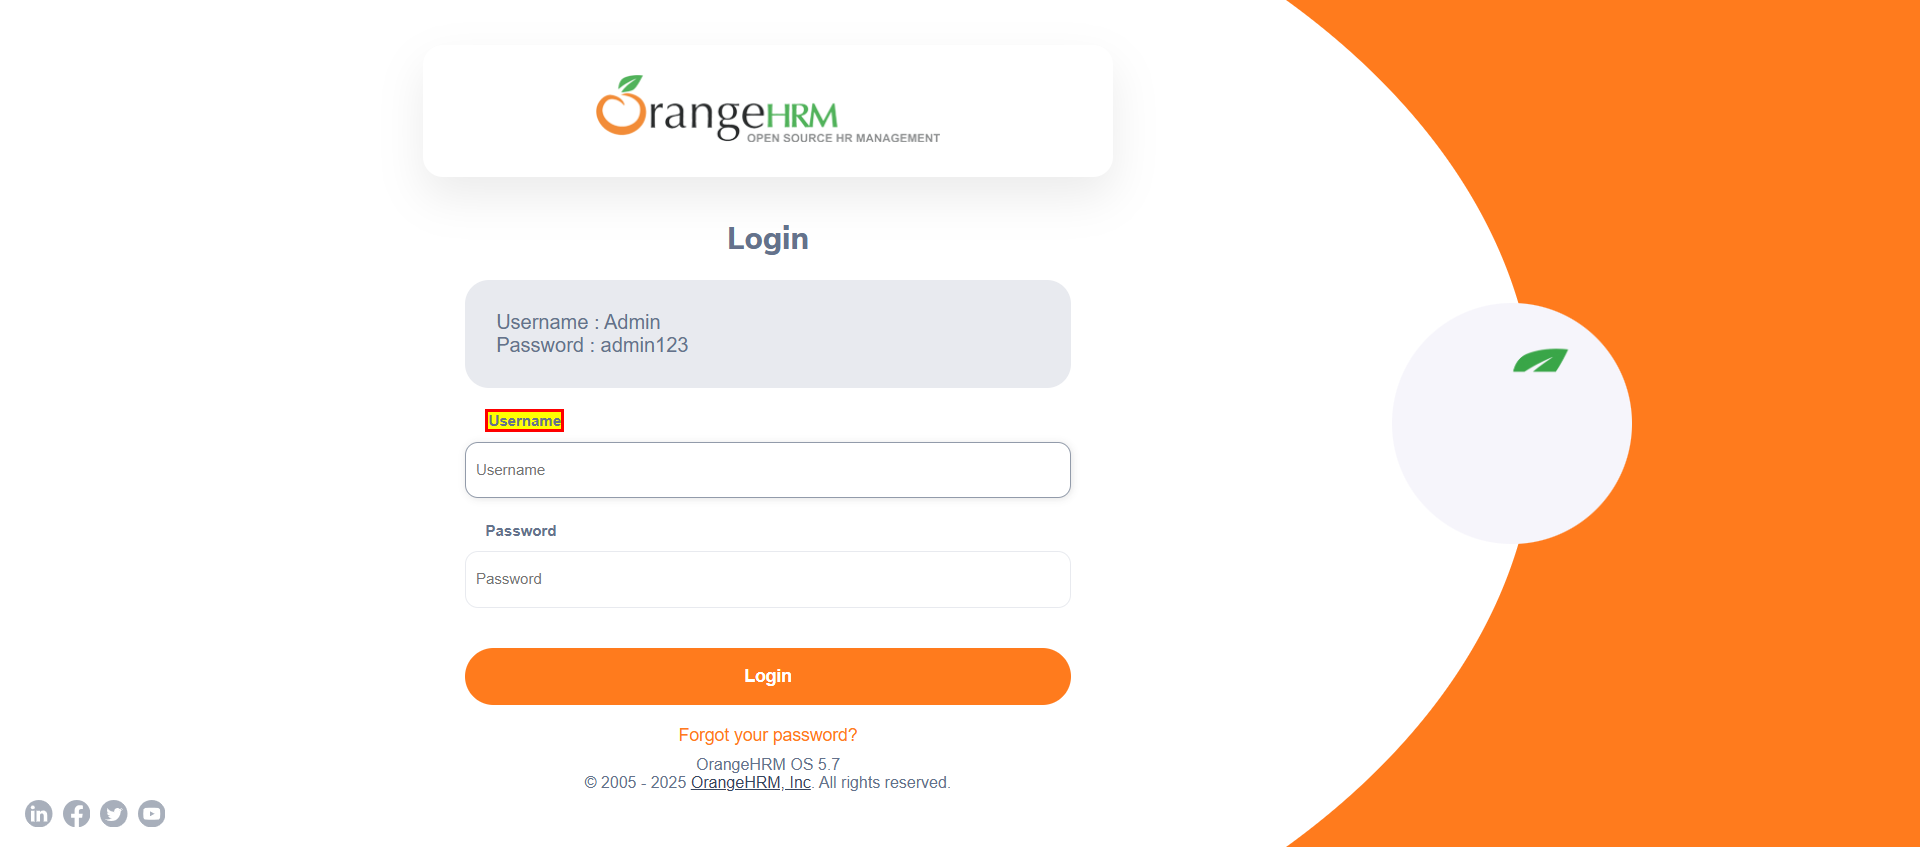 OrangeHRM
OPEN SOURCE HR MANAGEMENT
Login
Username : Admin
Password : admin123
Username
Username
Password
Password
Login
Forgot your password?
OrangeHRM OS 5.7
© 2005 - 2025 OrangeHRM, Inc. All rights reserved.